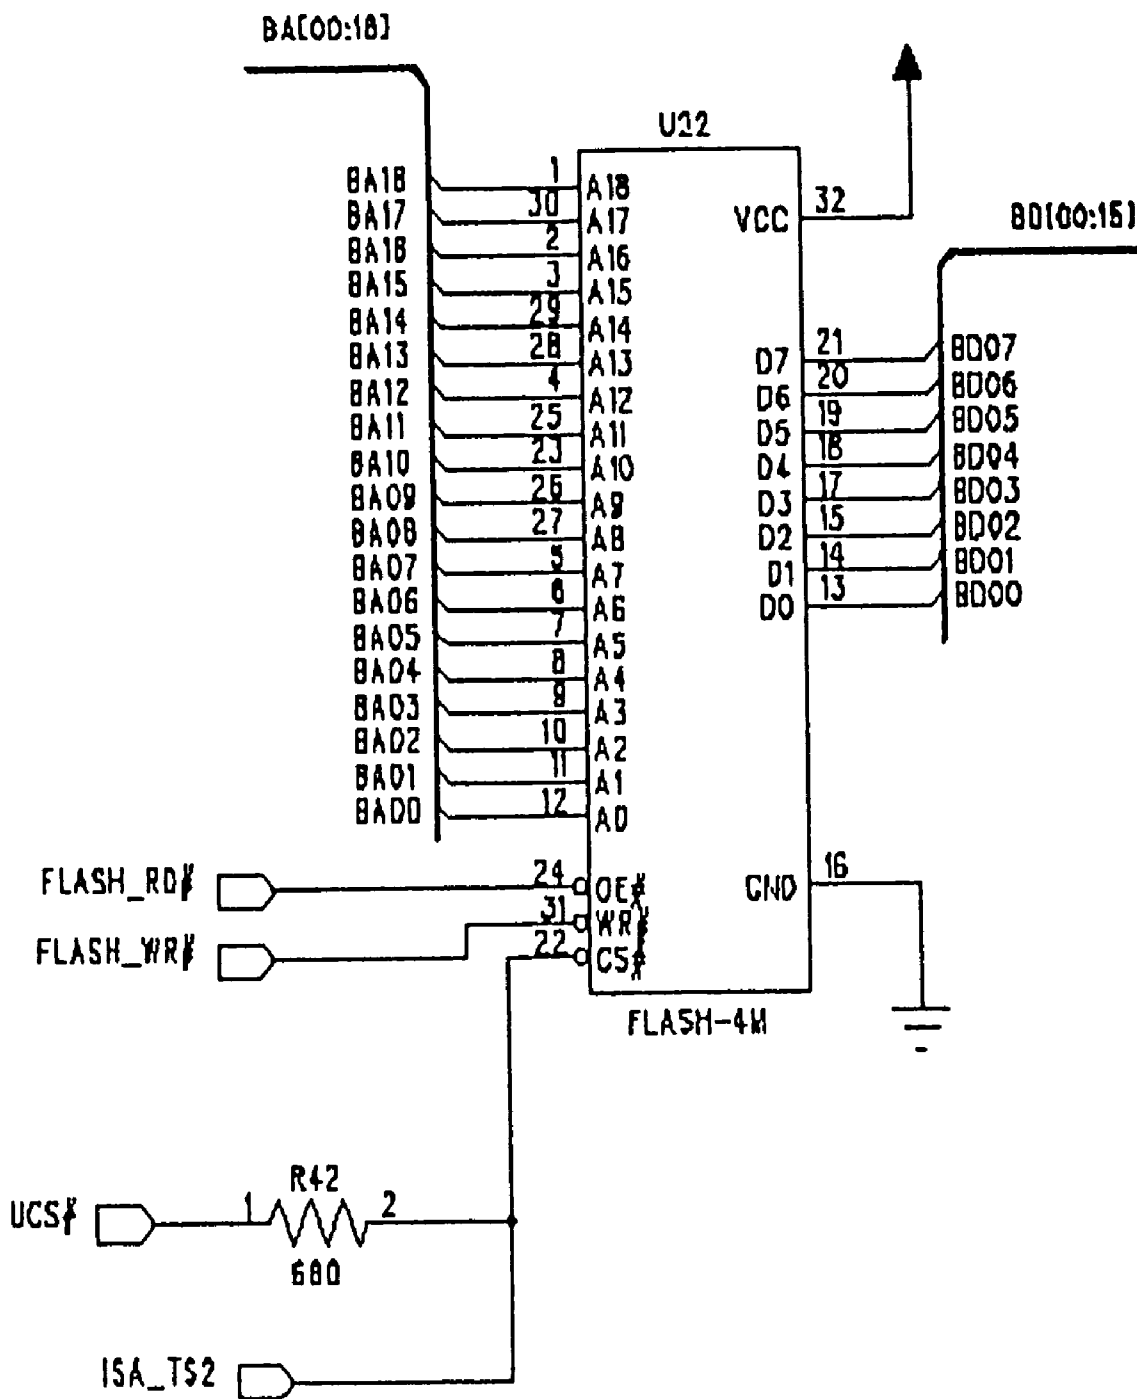 BA[00:18]
U22
BA18 1 A18
BA17 30 A17
BA16 2 A16
BA15 3 A15
BA14 29 A14
BA13 28 A13
BA12 4 A12
BA11 25 A11
BA10 23 A10
BA09 26 A9
BA08 27 A8
BA07 5 A7
BA06 6 A6
BA05 7 A5
BA04 8 A4
BA03 9 A3
BA02 10 A2
BA01 11 A1
BA00 12 A0
VCC 32
BD[00:15]
D7 21 BD07
D6 20 BD06
D5 19 BD05
D4 18 BD04
D3 17 BD03
D2 15 BD02
D1 14 BD01
D0 13 BD00
FLASH_RD# 24 OE#
FLASH_WR# 31 WR#
22 CS#
GND 16
FLASH-4M
UCS# 1 R42 2
680
ISA_TS2